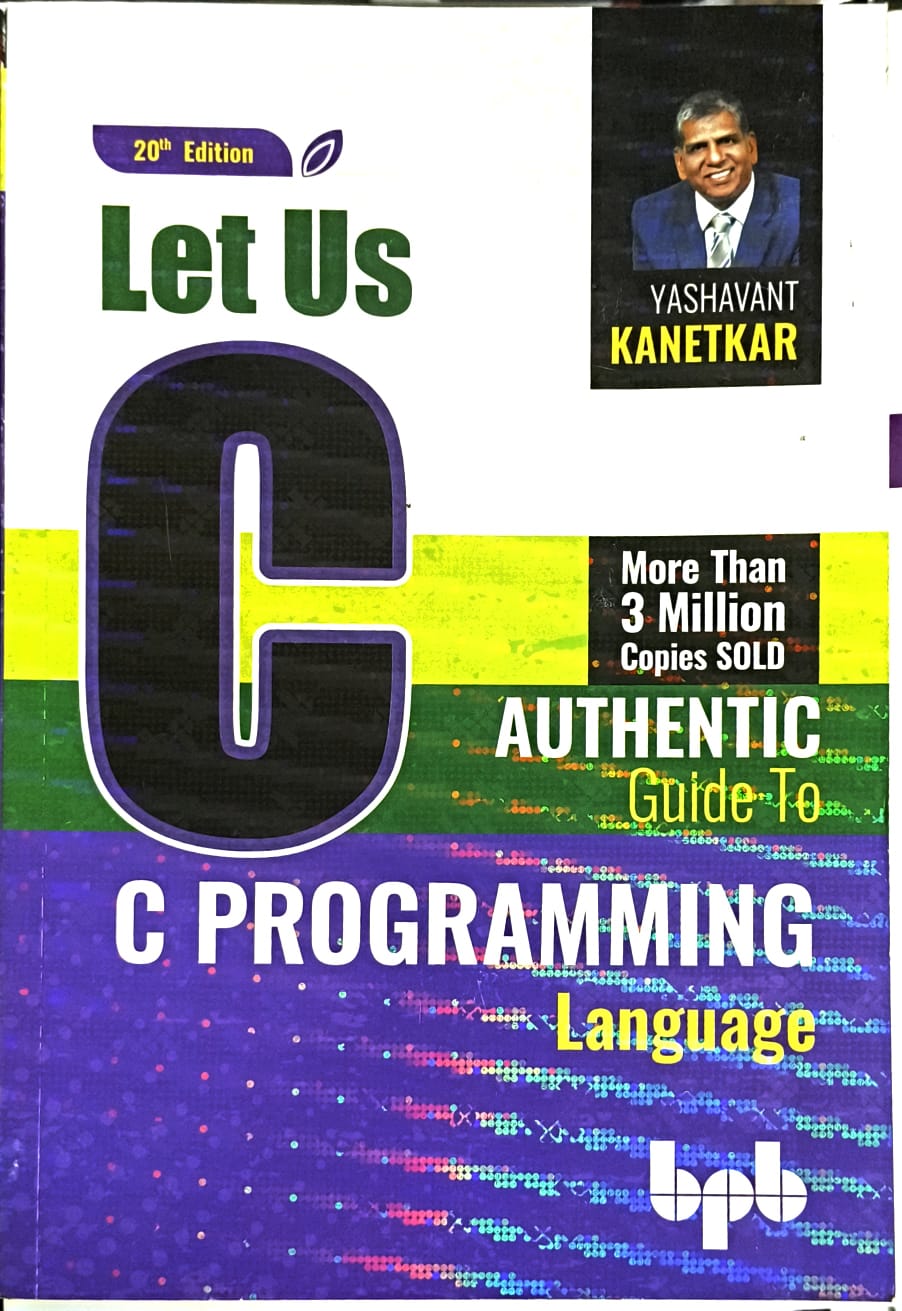 20th Edition
Let Us
C
YASHAVANT
KANETKAR
More Than
3 Million
Copies SOLD
AUTHENTIC
Guide To
C PROGRAMMING
Language
bpb